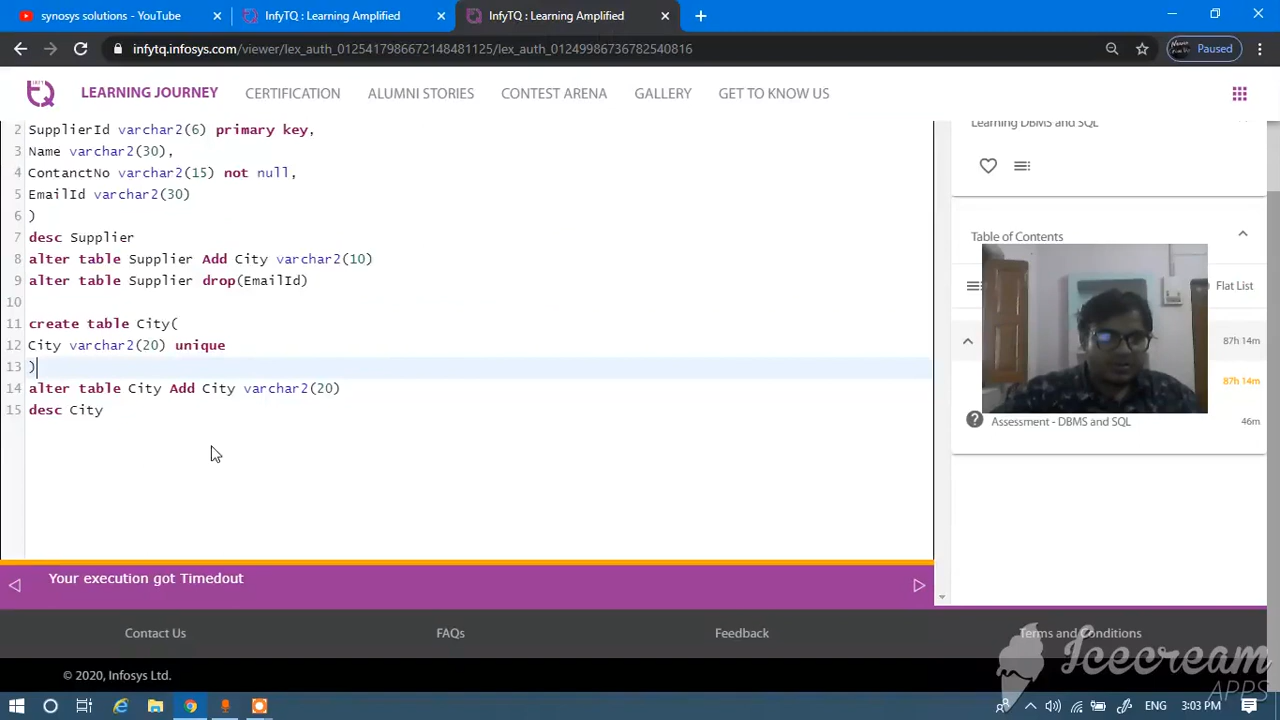 synosys solutions - YouTube
InfyTQ : Learning Amplified
InfyTQ : Learning Amplified
infytq.infosys.com/viewer/lex_auth_012541798667214848​1125/lex_auth_01249986736782540816
Paused
LEARNING JOURNEY
CERTIFICATION
ALUMNI STORIES
CONTEST ARENA
GALLERY
GET TO KNOW US
Learning DBMS and SQL
2 SupplierId varchar2(6) primary key,
3 Name varchar2(30),
4 ContanctNo varchar2(15) not null,
5 EmailId varchar2(30)
6 )
7 desc Supplier
8 alter table Supplier Add City varchar2(10)
9 alter table Supplier drop(EmailId)
10
11 create table City(
12 City varchar2(20) unique
13 )
14 alter table City Add City varchar2(20)
15 desc City
Table of Contents
Flat List
87h 14m
87h 14m
Assessment - DBMS and SQL 46m
Your execution got Timedout
Contact Us
FAQs
Feedback
Terms and Conditions
© 2020, Infosys Ltd.
Icecream
APPS
ENG
3:03 PM